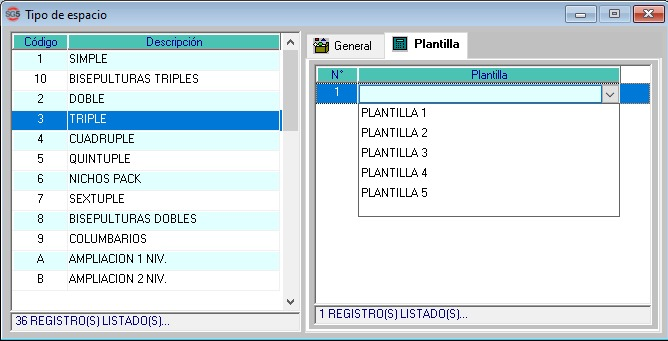 SG5 Tipo de espacio
Código Descripción
1 SIMPLE
10 BISEPULTURAS TRIPLES
2 DOBLE
3 TRIPLE
4 CUADRUPLE
5 QUINTUPLE
6 NICHOS PACK
7 SEXTUPLE
8 BISEPULTURAS DOBLES
9 COLUMBARIOS
A AMPLIACION 1 NIV.
B AMPLIACION 2 NIV.
36 REGISTRO(S) LISTADO(S)...
General Plantilla
N° Plantilla
1
PLANTILLA 1
PLANTILLA 2
PLANTILLA 3
PLANTILLA 4
PLANTILLA 5
1 REGISTRO(S) LISTADO(S)...